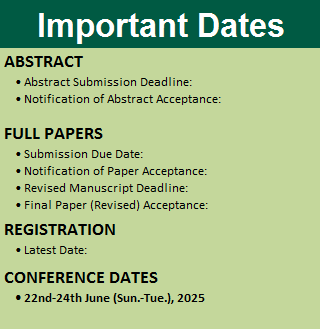 Important Dates
ABSTRACT
• Abstract Submission Deadline:
• Notification of Abstract Acceptance:
FULL PAPERS
• Submission Due Date:
• Notification of Paper Acceptance:
• Revised Manuscript Deadline:
• Final Paper (Revised) Acceptance:
REGISTRATION
• Latest Date:
CONFERENCE DATES
• 22nd-24th June (Sun.-Tue.), 2025